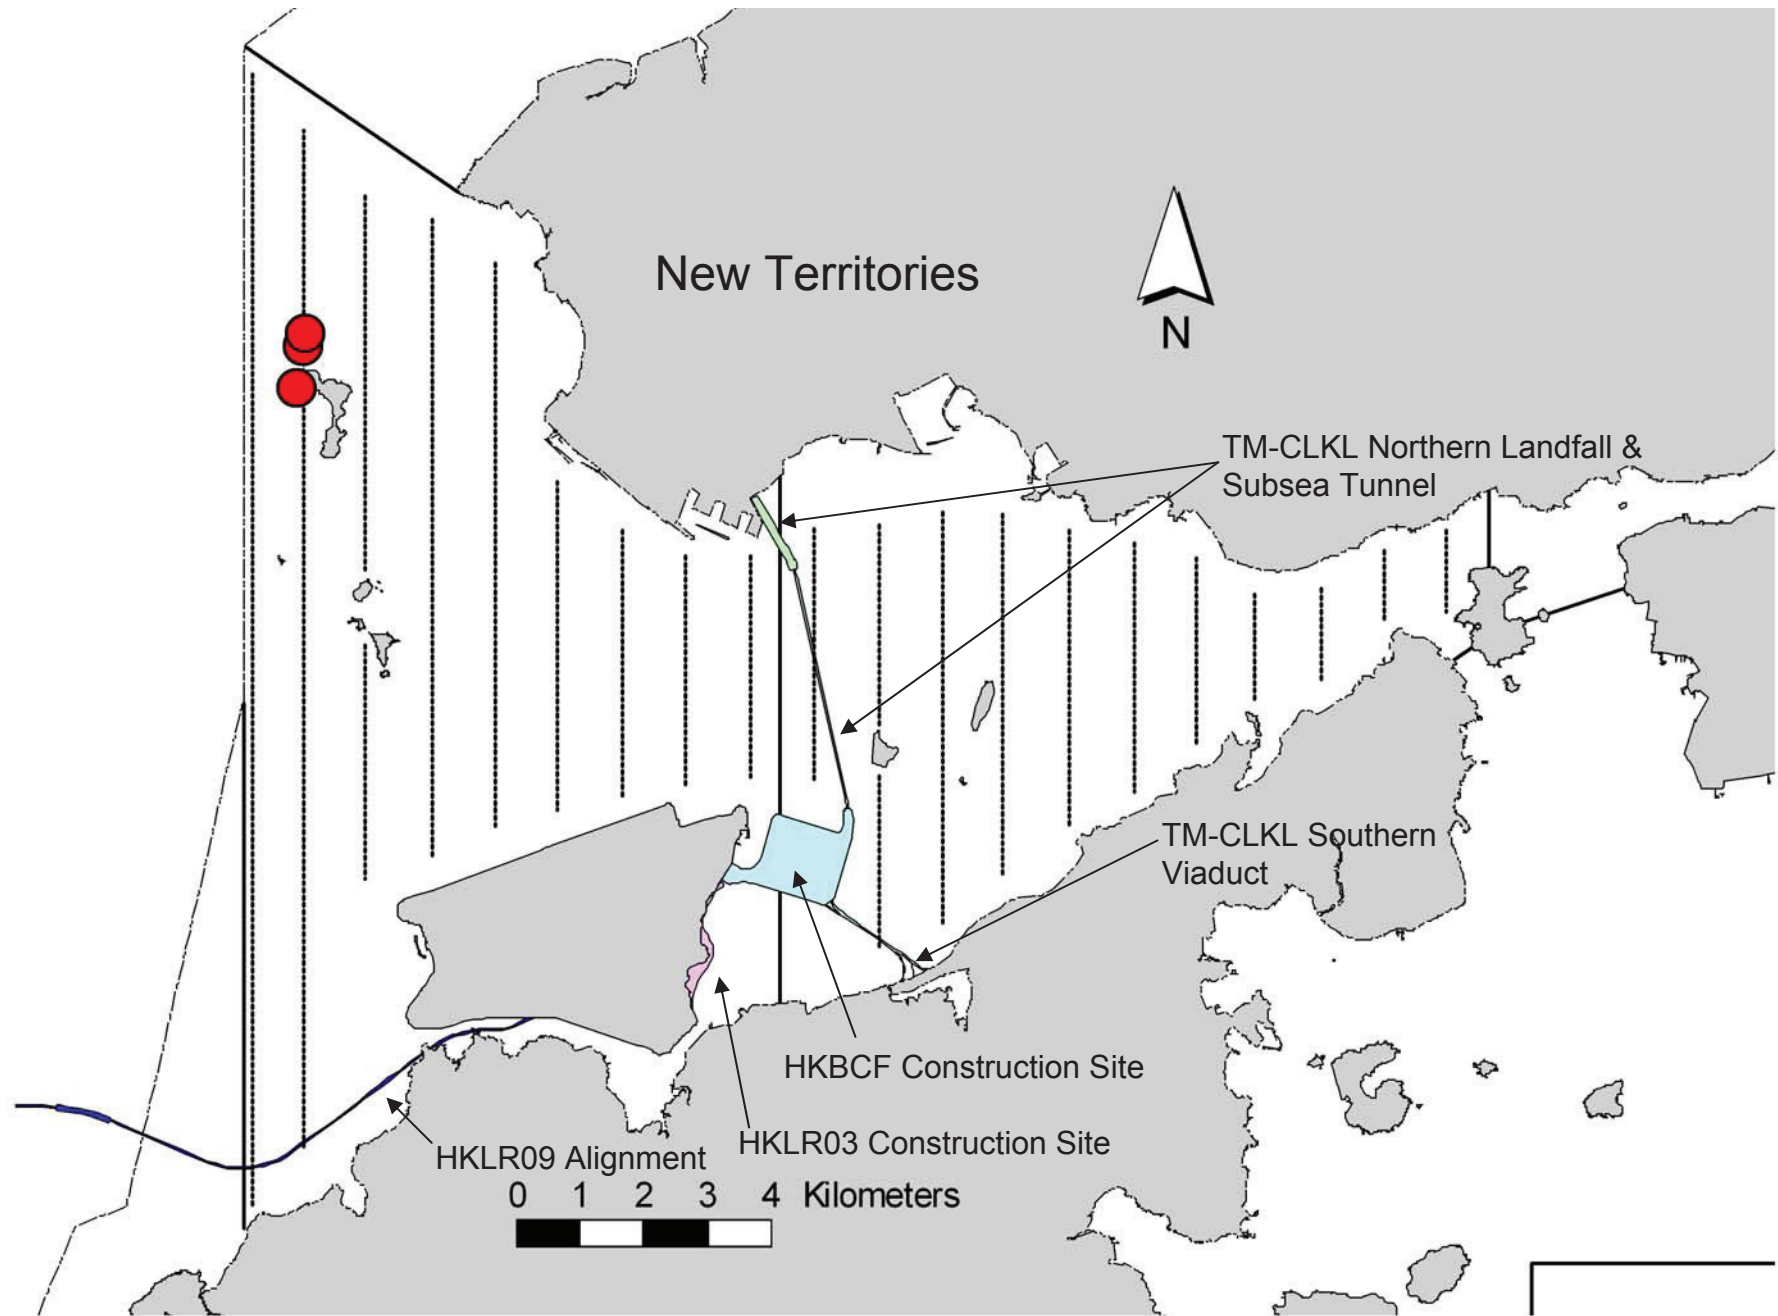 New Territories
N
TM-CLKL Northern Landfall &
Subsea Tunnel
TM-CLKL Southern
Viaduct
HKBCF Construction Site
HKLR03 Construction Site
HKLR09 Alignment
0 1 2 3 4 Kilometers